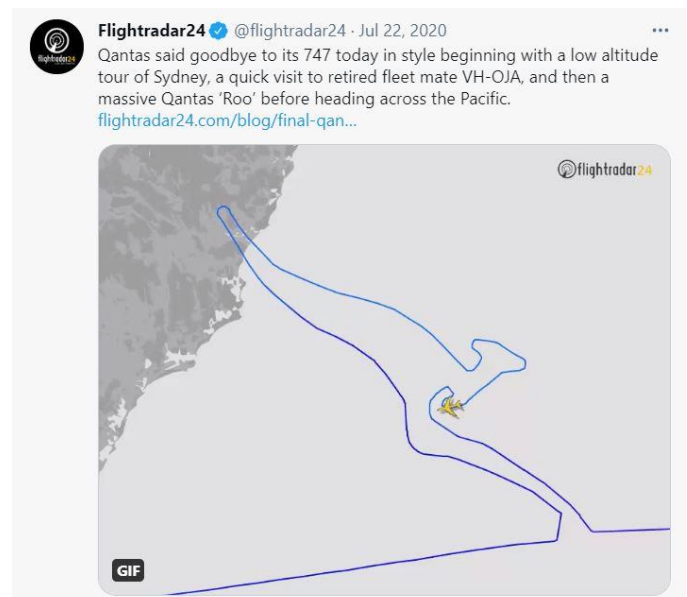 Flightradar24 @flightradar24 · Jul 22, 2020
Qantas said goodbye to its 747 today in style beginning with a low altitude
tour of Sydney, a quick visit to retired fleet mate VH-OJA, and then a
massive Qantas ‘Roo’ before heading across the Pacific.
flightradar24.com/blog/final-qan...
flightradar24
flightradar24
GIF